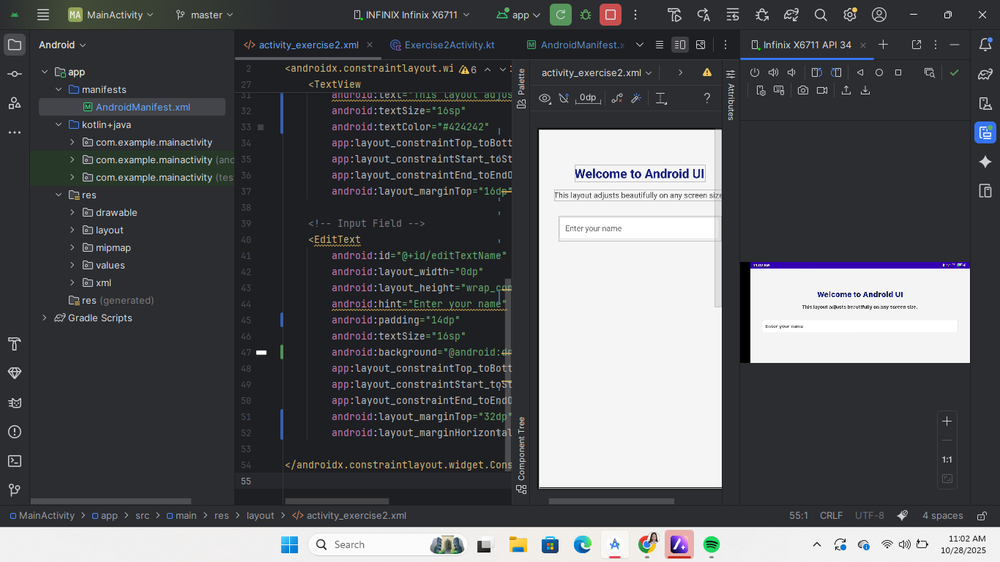 MA MainActivity
master
INFINIX Infinix X6711
app
Android
app
manifests
AndroidManifest.xml
kotlin+java
com.example.mainactivity
com.example.mainactivity (and
com.example.mainactivity (tes
res
drawable
layout
mipmap
values
xml
res (generated)
Gradle Scripts
activity_exercise2.xml
Exercise2Activity.kt
AndroidManifest.x
2 <androidx.constraintlayout.wi 6
27 <TextView
31 android:text="This layout adjus
32 android:textSize="16sp"
33 android:textColor="#424242"
34 app:layout_constraintTop_toBott
35 app:layout_constraintStart_toSt
36 app:layout_constraintEnd_toEndO
37 android:layout_marginTop="16dp"
38
39 <!-- Input Field -->
40 <EditText
41 android:id="@+id/editTextName"
42 android:layout_width="0dp"
43 android:layout_height="wrap_con
44 android:hint="Enter your name"
45 android:padding="14dp"
46 android:textSize="16sp"
47 android:background="@android:dr
48 app:layout_constraintTop_toBott
49 app:layout_constraintStart_toSt
50 app:layout_constraintEnd_toEndO
51 android:layout_marginTop="32dp"
52 android:layout_marginHorizontal
53
54 </androidx.constraintlayout.widget.Cons
55
Palette
Component Tree
activity_exercise2.xml
0dp
?
Welcome to Android UI
This layout adjusts beautifully on any screen size
Enter your name
Attributes
Infinix X6711 API 34
11:02 AM
Welcome to Android UI
This layout adjusts beautifully on any screen size.
Enter your name
1:1
MainActivity > app > src > main > res > layout > activity_exercise2.xml
55:1 CRLF UTF-8 4 spaces
Search
11:02 AM
10/28/2025